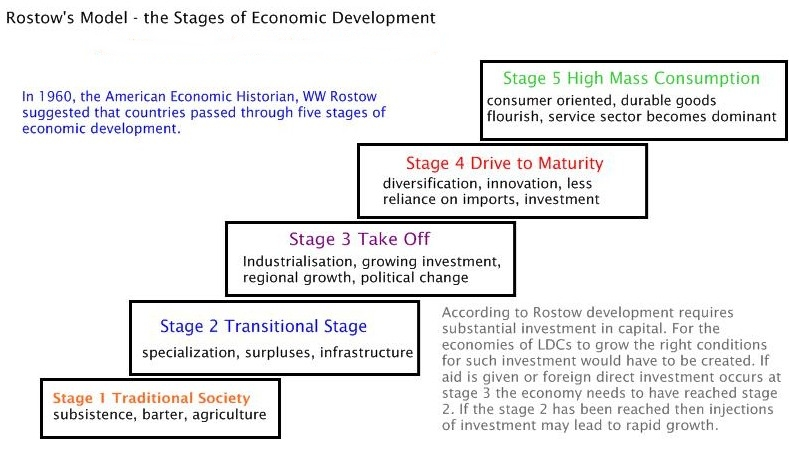 Rostow's Model - the Stages of Economic Development
In 1960, the American Economic Historian, WW Rostow
suggested that countries passed through five stages of
economic development.
Stage 5 High Mass Consumption
consumer oriented, durable goods
flourish, service sector becomes dominant
Stage 4 Drive to Maturity
diversification, innovation, less
reliance on imports, investment
Stage 3 Take Off
Industrialisation, growing investment,
regional growth, political change
Stage 2 Transitional Stage
specialization, surpluses, infrastructure
Stage 1 Traditional Society
subsistence, barter, agriculture
According to Rostow development requires
substantial investment in capital. For the
economies of LDCs to grow the right conditions
for such investment would have to be created. If
aid is given or foreign direct investment occurs at
stage 3 the economy needs to have reached stage
2. If the stage 2 has been reached then injections
of investment may lead to rapid growth.